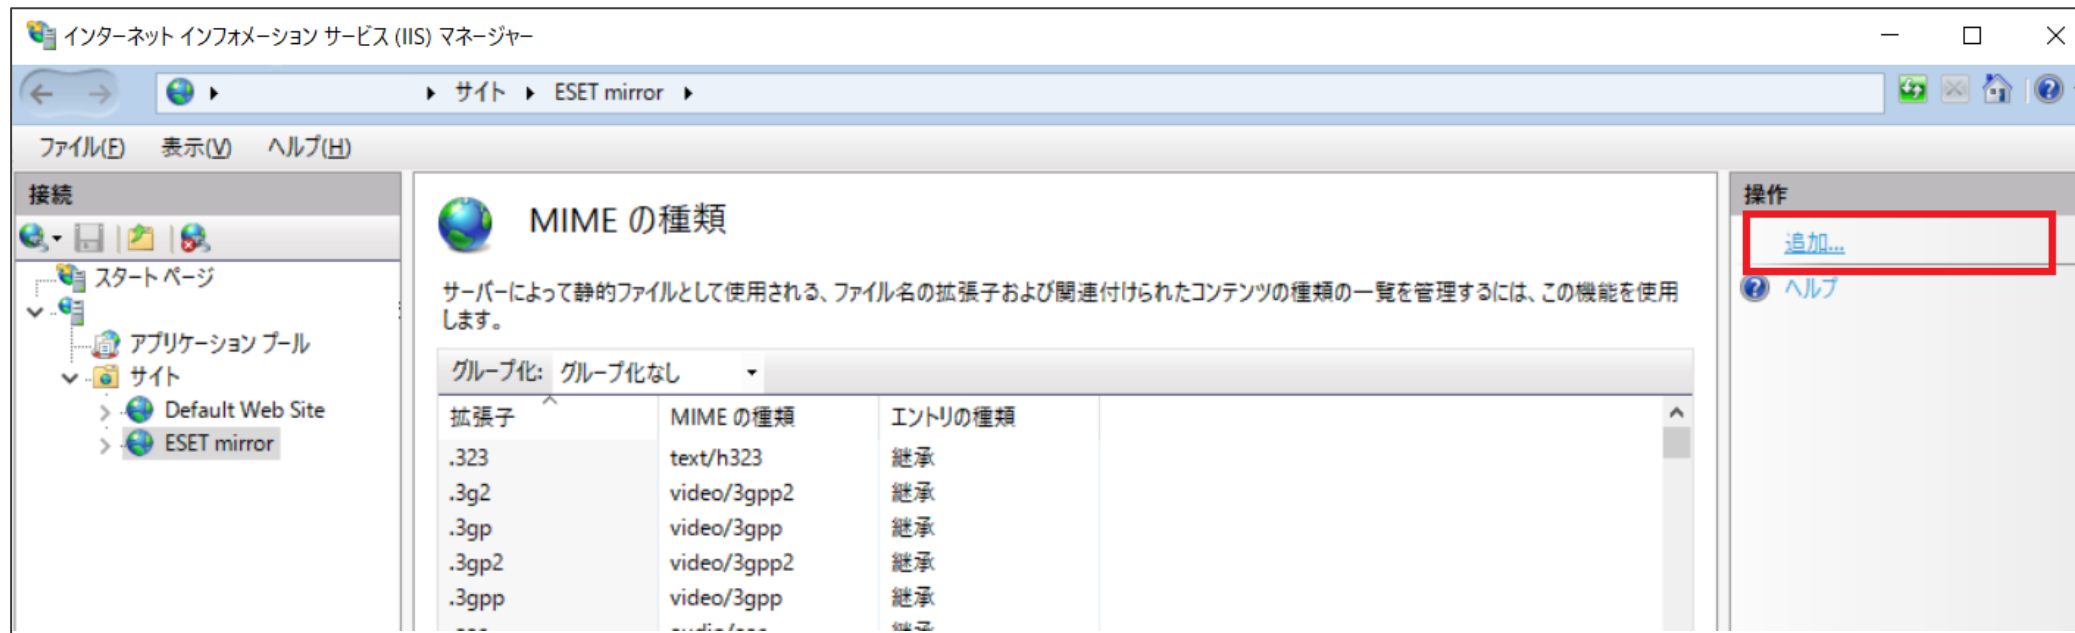 インターネット インフォメーション サービス (IIS) マネージャー
サイト ESET mirror
ファイル(F) 表示(V) ヘルプ(H)
接続
スタート ページ
アプリケーション プール
サイト
Default Web Site
ESET mirror
MIME の種類
サーバーによって静的ファイルとして使用される、ファイル名の拡張子および関連付けられたコンテンツの種類の一覧を管理するには、この機能を使用
します。
グループ化: グループ化なし
拡張子 MIME の種類 エントリの種類
.323 text/h323 継承
.3g2 video/3gpp2 継承
.3gp video/3gpp 継承
.3gp2 video/3gpp2 継承
.3gpp video/3gpp 継承
操作
追加...
ヘルプ